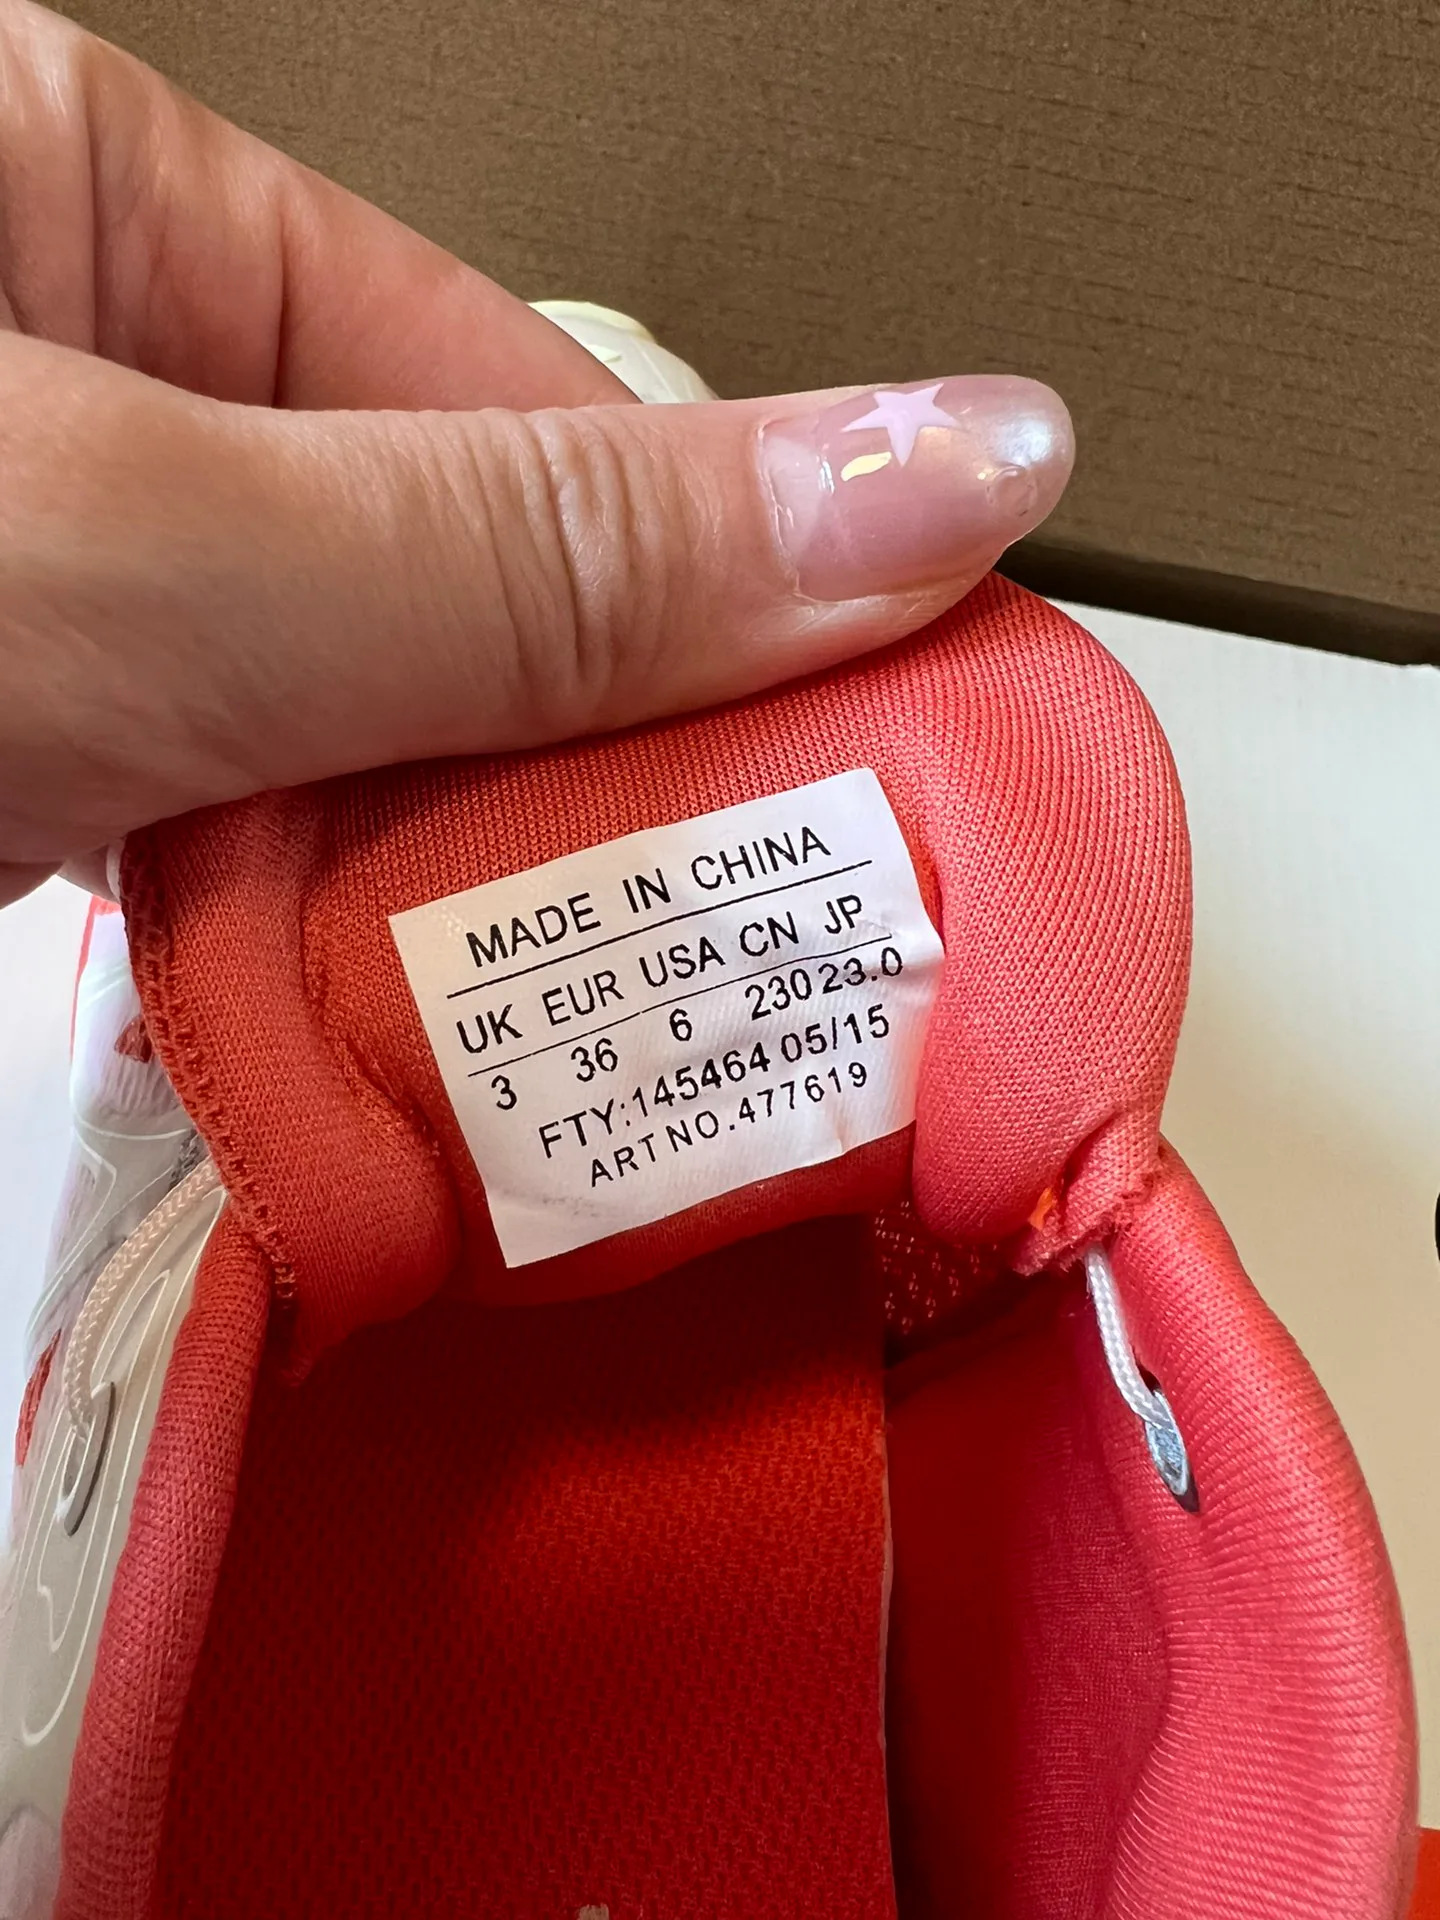 MADE IN CHINA
UK EUR USA CN JP
3 36 6 230 23.0
FTY:145464 05/15
ART NO.477619